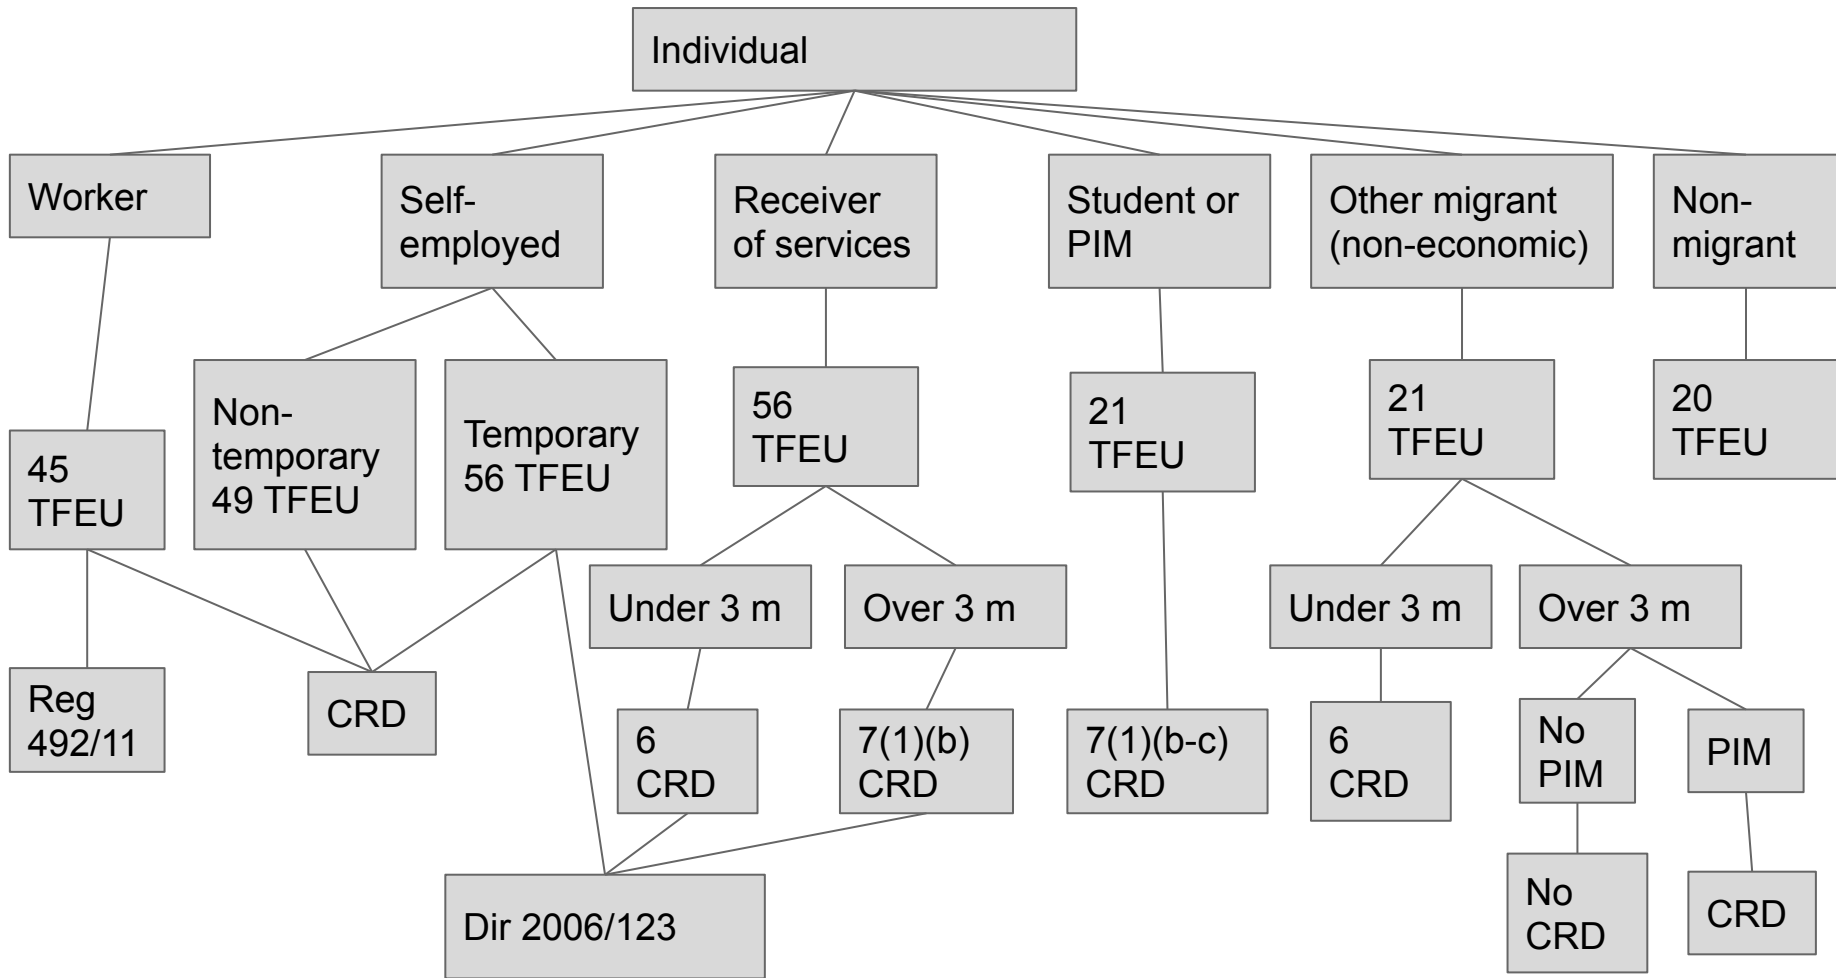 Individual
Worker
Self-
employed
Receiver
of services
Student or
PIM
Other migrant
(non-economic)
Non-
migrant
45
TFEU
Non-
temporary
49 TFEU
Temporary
56 TFEU
56
TFEU
21
TFEU
21
TFEU
20
TFEU
Under 3 m
Over 3 m
Under 3 m
Over 3 m
Reg
492/11
CRD
6
CRD
7(1)(b)
CRD
7(1)(b-c)
CRD
6
CRD
No
PIM
PIM
Dir 2006/123
No
CRD
CRD